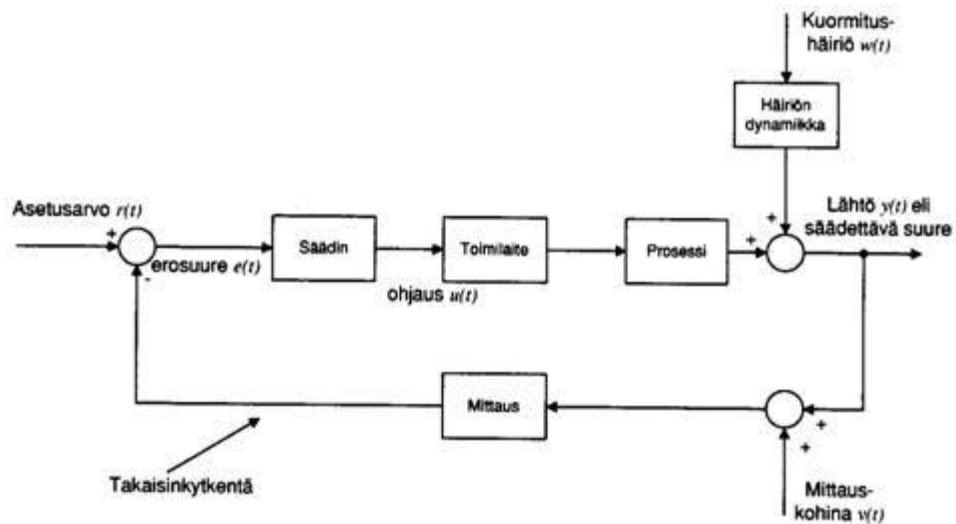 Kuormitus-
häiriö w(t)
Häiriön
dynamiikka
Asetusarvo r(t)
Lähtö y(t) eli
säädettävä suure
+
+
+
Säädin
Toimilaite
Prosessi
erosuure e(t)
-
ohjaus u(t)
Mittaus
+
+
Takaisinkytkentä
Mittaus-
kohina v(t)